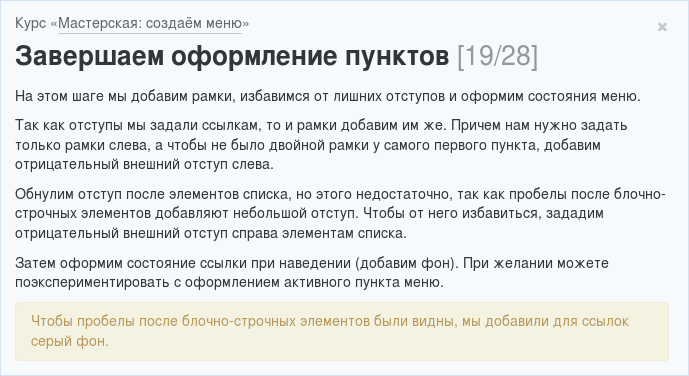 Курс «Мастерская: создаём меню»
×
Завершаем оформление пунктов [19/28]
На этом шаге мы добавим рамки, избавимся от лишних отступов и оформим состояния меню.
Так как отступы мы задали ссылкам, то и рамки добавим им же. Причем нам нужно задать
только рамки слева, а чтобы не было двойной рамки у самого первого пункта, добавим
отрицательный внешний отступ слева.
Обнулим отступ после элементов списка, но этого недостаточно, так как пробелы после блочно-
строчных элементов добавляют небольшой отступ. Чтобы от него избавиться, зададим
отрицательный внешний отступ справа элементам списка.
Затем оформим состояние ссылки при наведении (добавим фон). При желании можете
поэкспериментировать с оформлением активного пункта меню.
Чтобы пробелы после блочно-строчных элементов были видны, мы добавили для ссылок
серый фон.